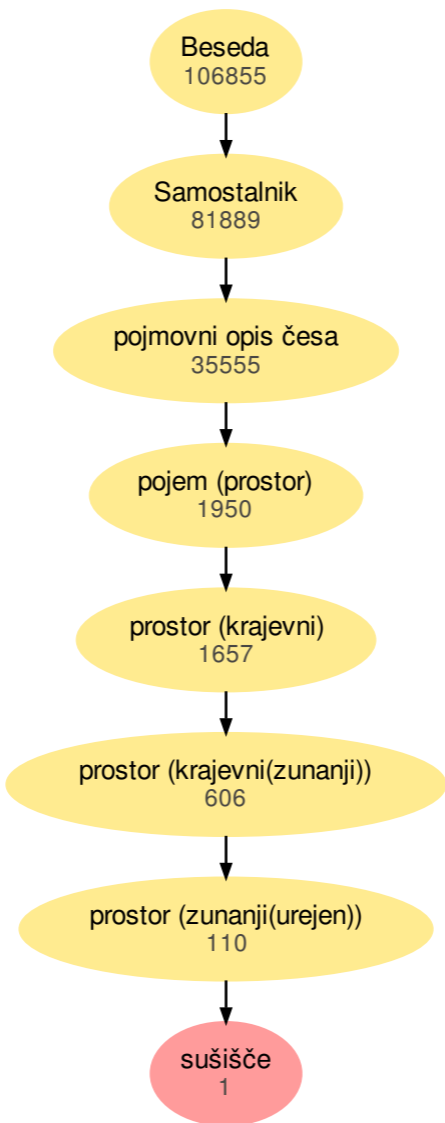 Beseda
106855
Samostalnik
81889
pojmovni opis česa
35555
pojem (prostor)
1950
prostor (krajevni)
1657
prostor (krajevni(zunanji))
606
prostor (zunanji(urejen))
110
sušišče
1